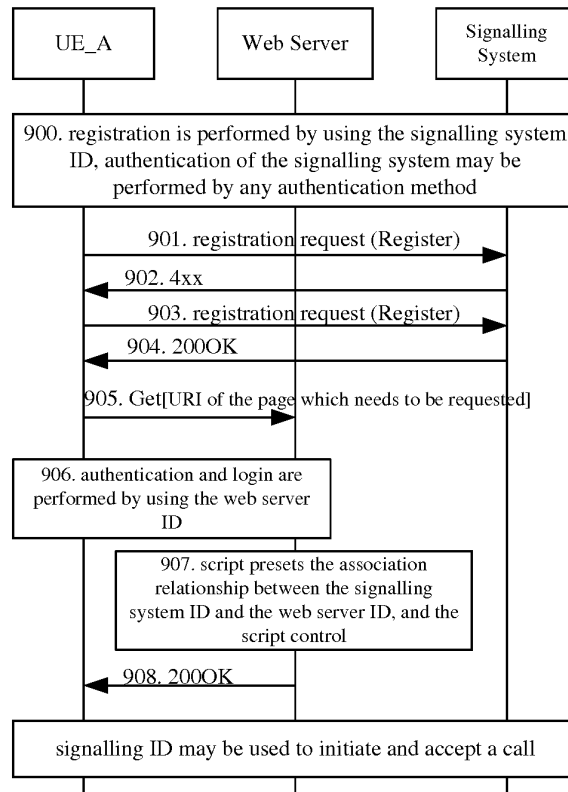 UE_A
Web Server
Signalling
System
900. registration is performed by using the signalling system
ID, authentication of the signalling system may be
performed by any authentication method
901. registration request (Register)
902. 4xx
903. registration request (Register)
904. 200OK
905. Get[URI of the page which needs to be requested]
906. authentication and login are
performed by using the web server
ID
907. script presets the association
relationship between the signalling
system ID and the web server ID, and the
script control
908. 200OK
signalling ID may be used to initiate and accept a call